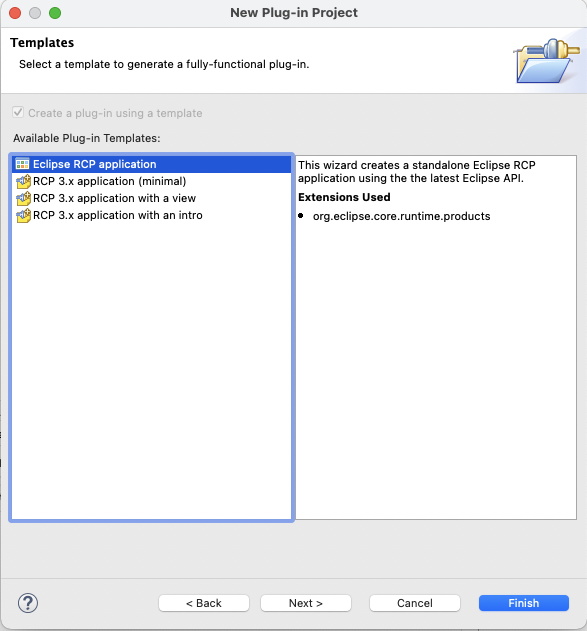 New Plug-in Project
Templates
Select a template to generate a fully-functional plug-in.
Create a plug-in using a template
Available Plug-in Templates:
Eclipse RCP application
RCP 3.x application (minimal)
RCP 3.x application with a view
RCP 3.x application with an intro
This wizard creates a standalone Eclipse RCP
application using the the latest Eclipse API.
Extensions Used
• org.eclipse.core.runtime.products
?
< Back
Next >
Cancel
Finish